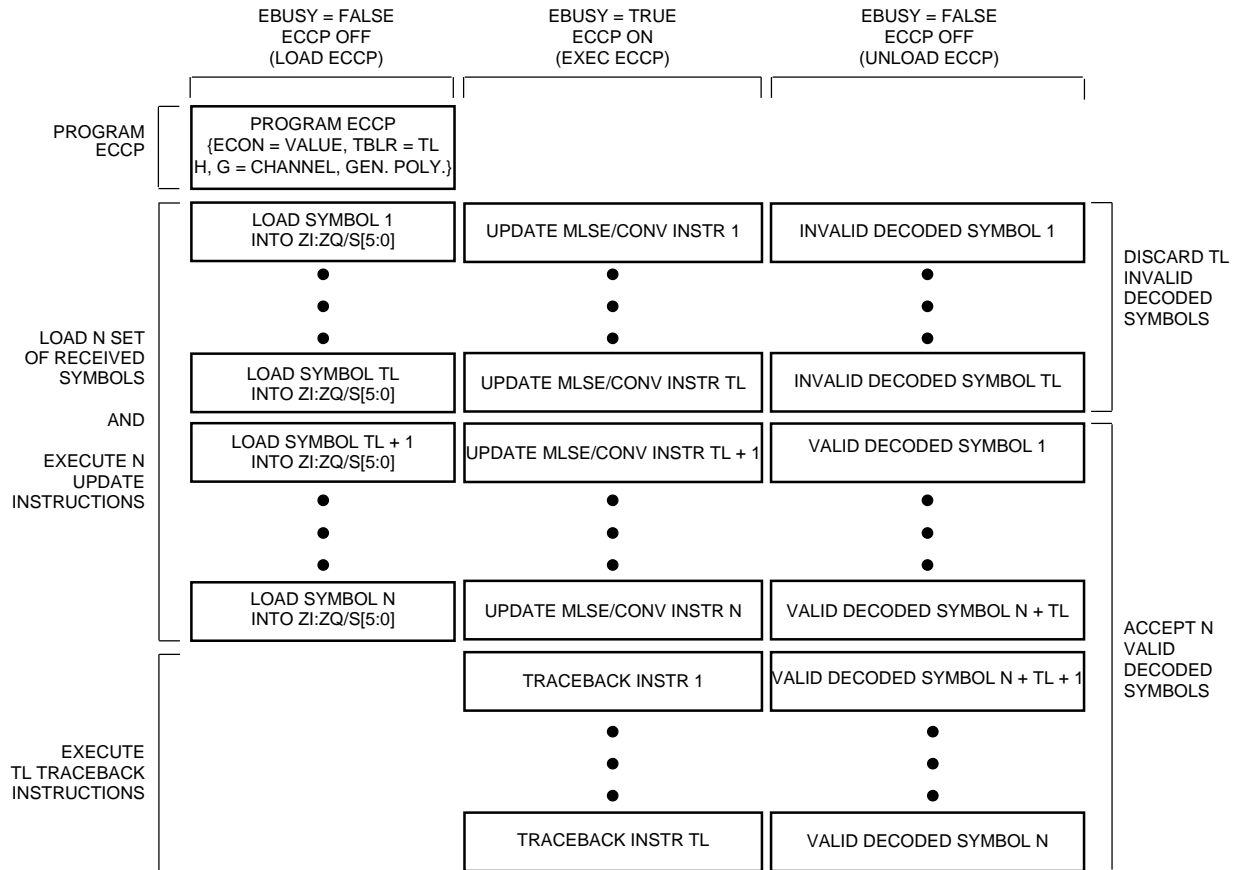 EBUSY = FALSE
ECCP OFF
(LOAD ECCP)
EBUSY = TRUE
ECCP ON
(EXEC ECCP)
EBUSY = FALSE
ECCP OFF
(UNLOAD ECCP)
PROGRAM
ECCP
PROGRAM ECCP
{ECON = VALUE, TBLR = TL
H, G = CHANNEL, GEN. POLY.}
LOAD N SET
OF RECEIVED
SYMBOLS
AND
EXECUTE N
UPDATE
INSTRUCTIONS
LOAD SYMBOL 1
INTO ZI:ZQ/S[5:0]
UPDATE MLSE/CONV INSTR 1
INVALID DECODED SYMBOL 1
DISCARD TL
INVALID
DECODED
SYMBOLS
LOAD SYMBOL TL
INTO ZI:ZQ/S[5:0]
UPDATE MLSE/CONV INSTR TL
INVALID DECODED SYMBOL TL
LOAD SYMBOL TL + 1
INTO ZI:ZQ/S[5:0]
UPDATE MLSE/CONV INSTR TL + 1
VALID DECODED SYMBOL 1
LOAD SYMBOL N
INTO ZI:ZQ/S[5:0]
UPDATE MLSE/CONV INSTR N
VALID DECODED SYMBOL N + TL
ACCEPT N
VALID
DECODED
SYMBOLS
EXECUTE
TL TRACEBACK
INSTRUCTIONS
TRACEBACK INSTR 1
VALID DECODED SYMBOL N + TL + 1
TRACEBACK INSTR TL
VALID DECODED SYMBOL N